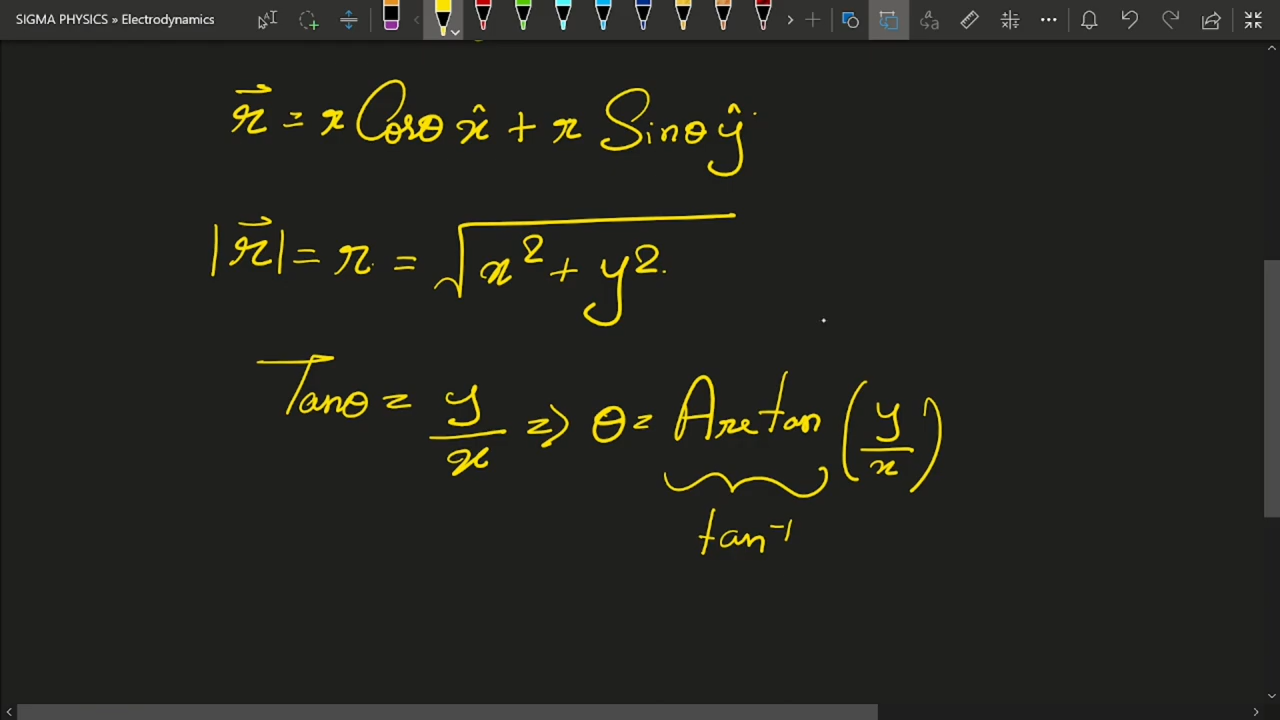 SIGMA PHYSICS » Electrodynamics
r⃗ = r Cosθ x̂ + r Sinθ ŷ
|r⃗| = r = √(x² + y²)
Tanθ = y/x ⇒ θ = Arctan (y/x)
tan⁻¹